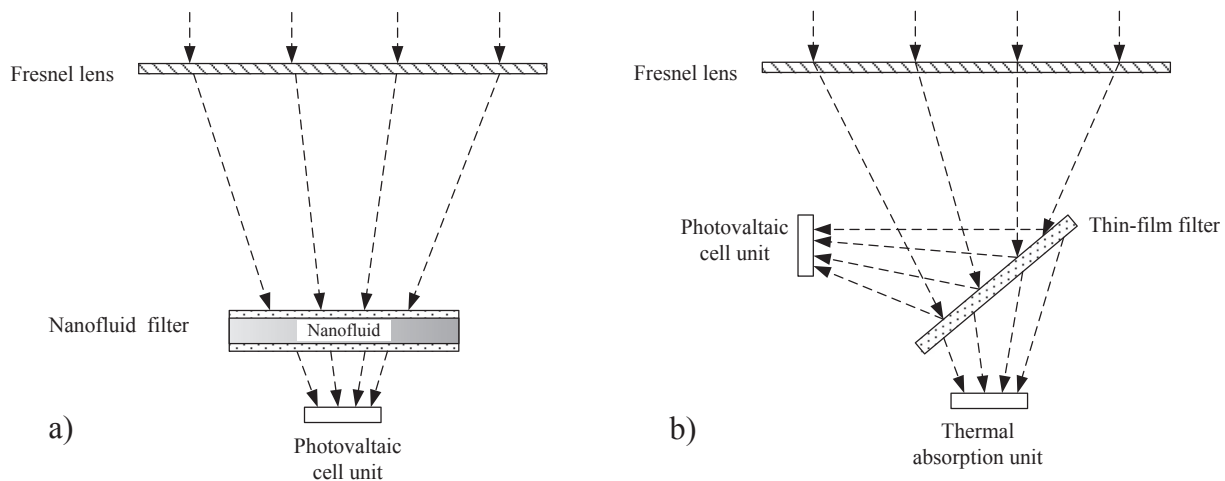 Fresnel lens
Nanofluid filter
Nanofluid
a)
Photovaltaic
cell unit
Fresnel lens
Photovaltaic
cell unit
Thin-film filter
b)
Thermal
absorption unit